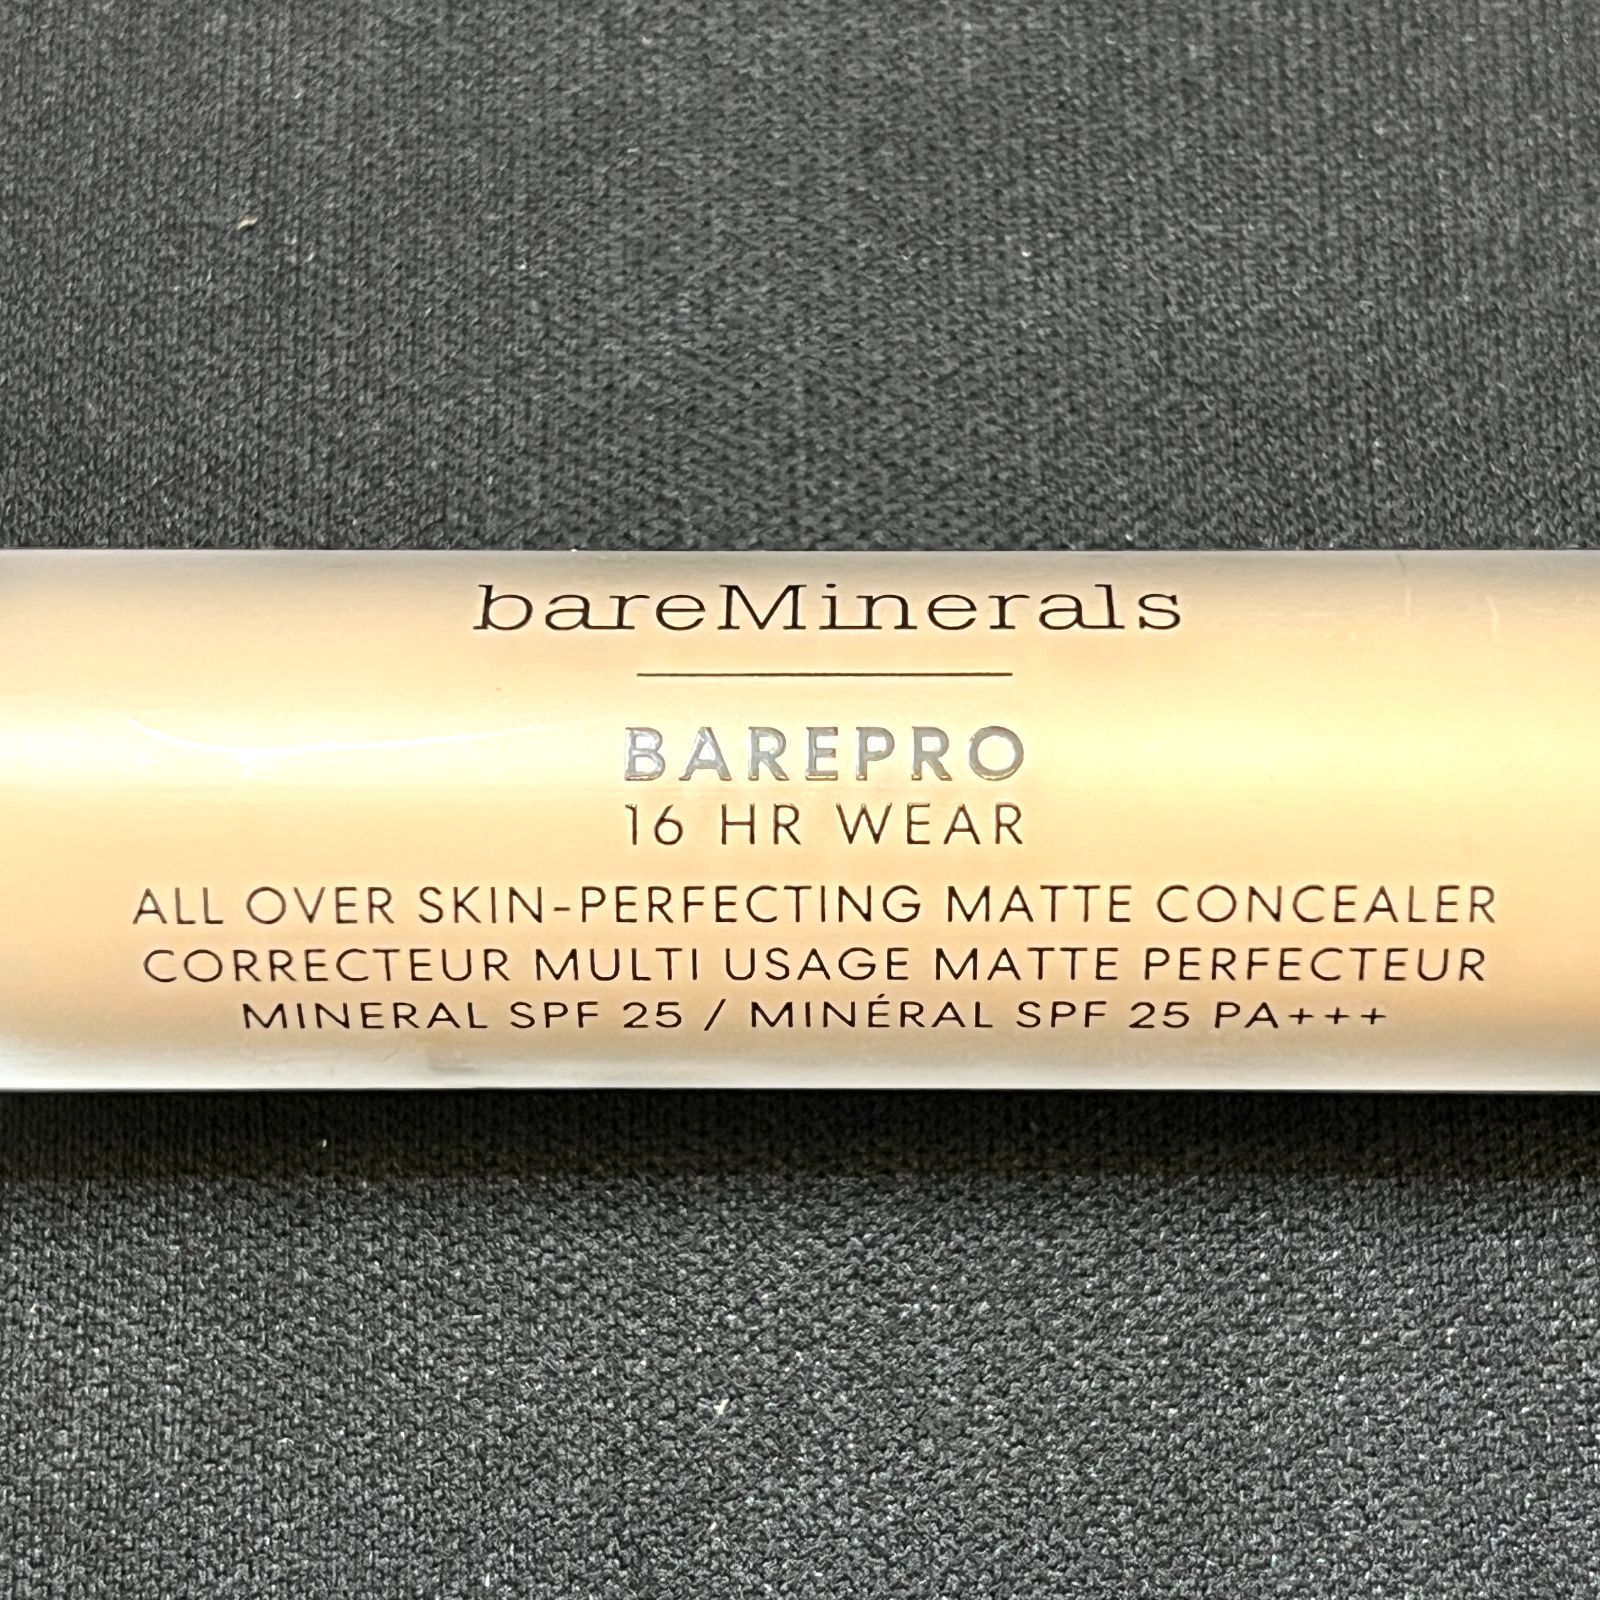 bareMinerals
BAREPRO
16 HR WEAR
ALL OVER SKIN-PERFECTING MATTE CONCEALER
CORRECTEUR MULTI USAGE MATTE PERFECTEUR
MINERAL SPF 25 / MINÉRAL SPF 25 PA+++